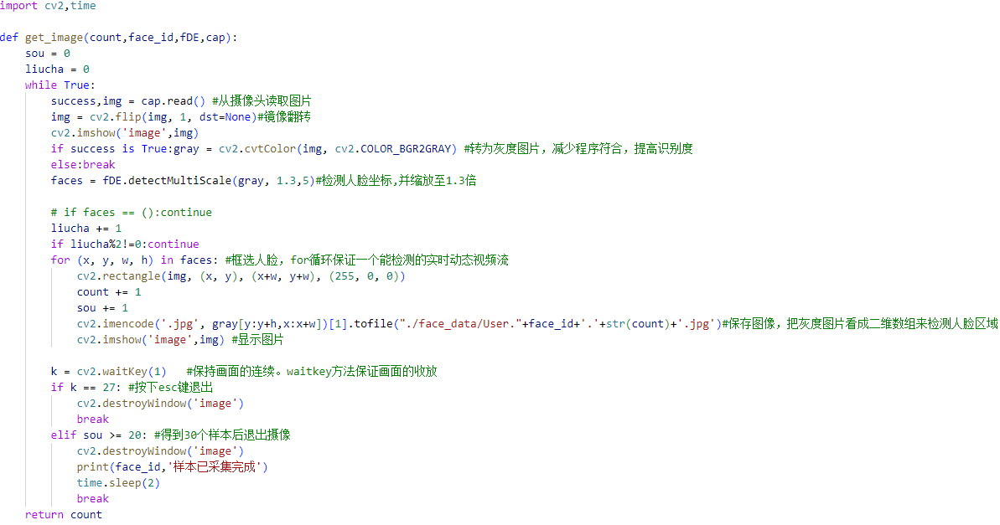 import cv2,time
def get_image(count,face_id,fDE,cap):
sou = 0
liucha = 0
while True:
success,img = cap.read() #从摄像头读取图片
img = cv2.flip(img, 1, dst=None)#镜像翻转
cv2.imshow('image',img)
if success is True:gray = cv2.cvtColor(img, cv2.COLOR_BGR2GRAY) #转为灰度图片，减少程序符合，提高识别度
else:break
faces = fDE.detectMultiScale(gray, 1.3,5)#检测人脸坐标,并缩放至1.3倍
# if faces == ():continue
liucha += 1
if liucha%2!=0:continue
for (x, y, w, h) in faces: #框选人脸，for循环保证一个能检测的实时动态视频流
cv2.rectangle(img, (x, y), (x+w, y+w), (255, 0, 0))
count += 1
sou += 1
cv2.imencode('.jpg', gray[y:y+h,x:x+w])[1].tofile("./face_data/User."+face_id+'.'+str(count)+'.jpg')#保存图像，把灰度图片看成二维数组来检测人脸区域
cv2.imshow('image',img) #显示图片
k = cv2.waitKey(1) #保持画面的连续。waitkey方法保证画面的收放
if k == 27: #按下esc键退出
cv2.destroyWindow('image')
break
elif sou >= 20: #得到30个样本后退出摄像
cv2.destroyWindow('image')
print(face_id,'样本已采集完成')
time.sleep(2)
break
return count